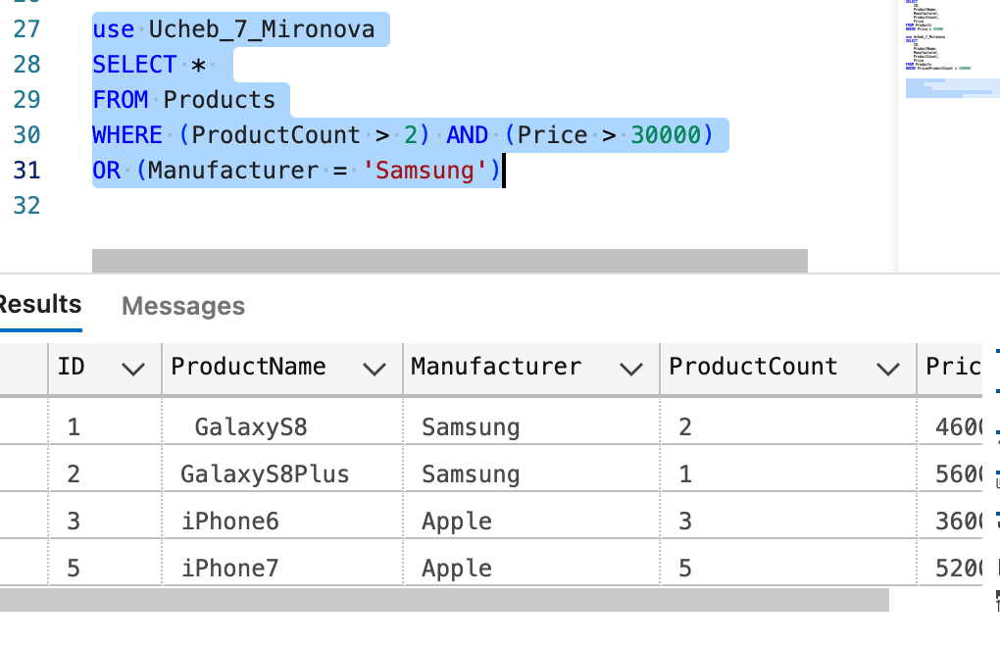 27 use Ucheb_7_Mironova
28 SELECT *
29 FROM Products
30 WHERE (ProductCount > 2) AND (Price > 30000)
31 OR (Manufacturer = 'Samsung')
32
Results Messages
ID ProductName Manufacturer ProductCount Pric
1 GalaxyS8 Samsung 2 4600
2 GalaxyS8Plus Samsung 1 5600
3 iPhone6 Apple 3 3600
5 iPhone7 Apple 5 5200